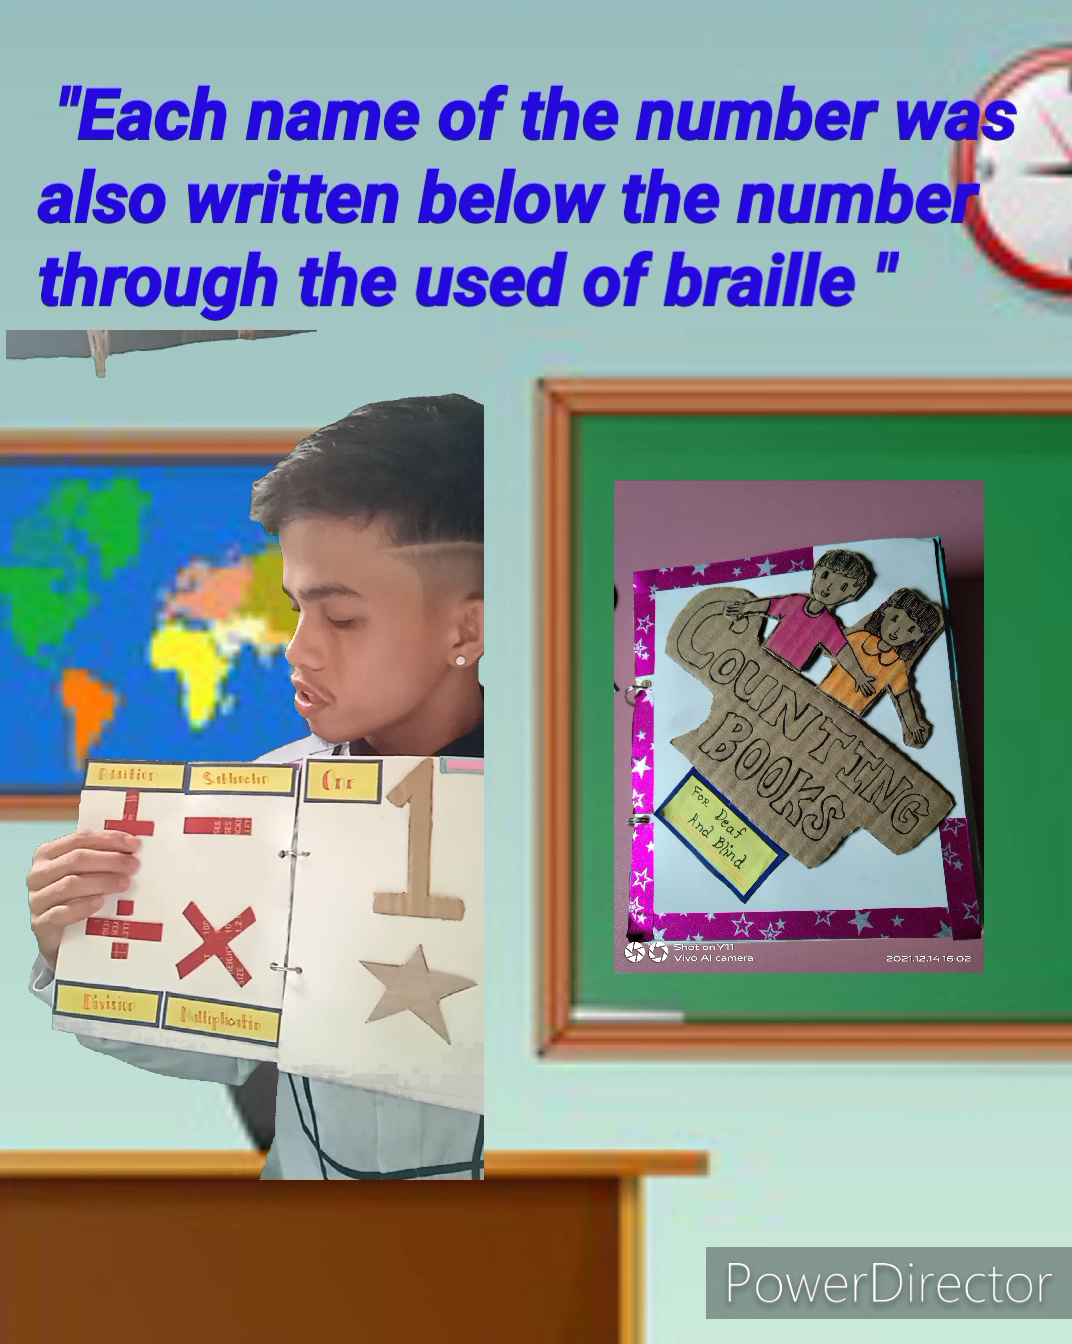 "Each name of the number was
also written below the number
through the used of braille "
Addition
Subtractin
One
1
Division
Multiplicatin
COUNTING
BOOKS
For Deaf
And Blind
Shot on Y11
Vivo AI camera
2021.12.14 16:02
PowerDirector